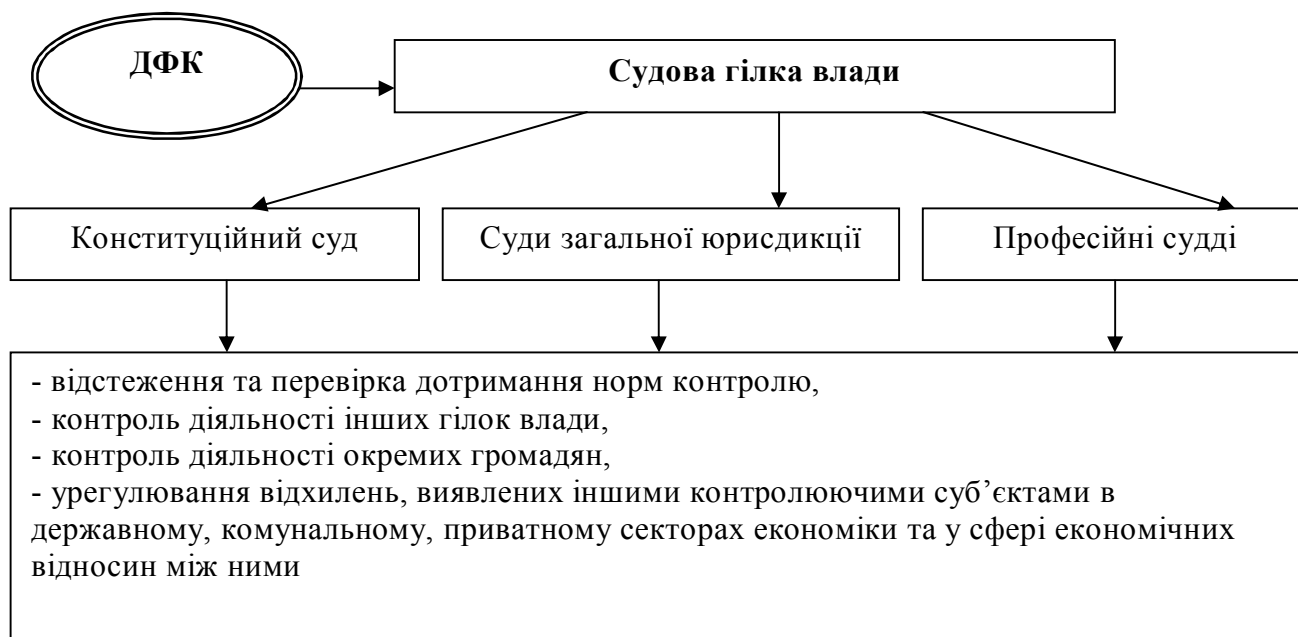 ДФК
Судова гілка влади
Конституційний суд
Суди загальної юрисдикції
Професійні судді
- відстеження та перевірка дотримання норм контролю,
- контроль діяльності інших гілок влади,
- контроль діяльності окремих громадян,
- урегулювання відхилень, виявлених іншими контролюючими суб’єктами в
державному, комунальному, приватному секторах економіки та у сфері економічних
відносин між ними